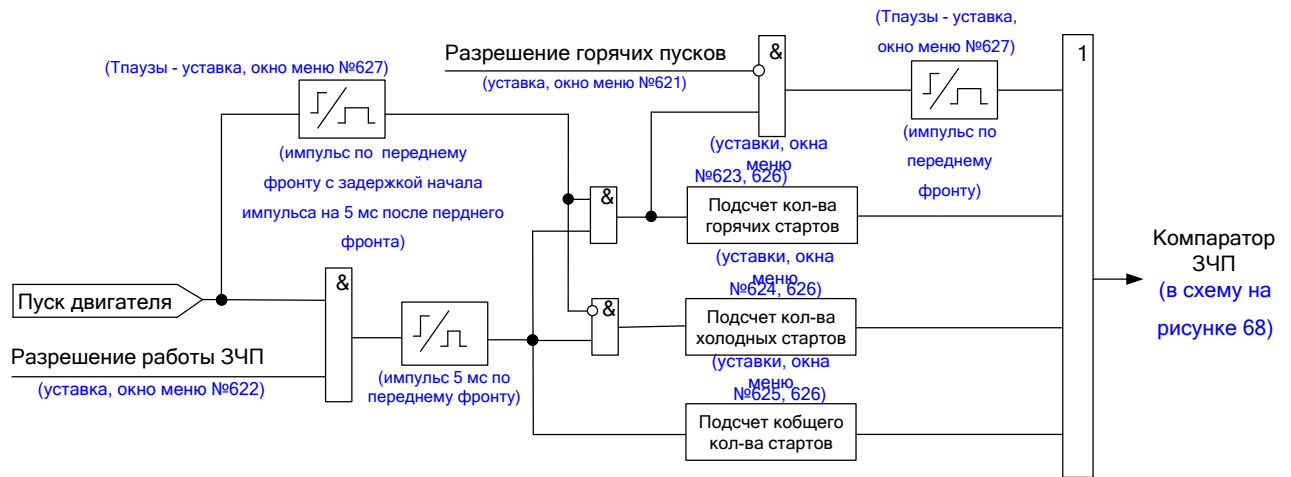 (Тпаузы - уставка,
окно меню №627)
1
&
Разрешение горячих пусков
(уставка, окно меню №621)
(Тпаузы - уставка, окно меню №627)
(импульс по переднему
фронту с задержкой начала
импульса на 5 мс после перднего
фронта)
(импульс по
переднему
фронту)
(уставки, окна
меню
№623, 626)
&
Подсчет кол-ва
горячих стартов
(уставки, окна
меню
№624, 626)
&
Подсчет кол-ва
холодных стартов
(уставки, окна
меню
№625, 626)
Подсчет кобщего
кол-ва стартов
Компаратор
ЗЧП
(в схему на
рисунке 68)
Пуск двигателя
&
Разрешение работы ЗЧП
(уставка, окно меню №622)
(импульс 5 мс по
переднему фронту)